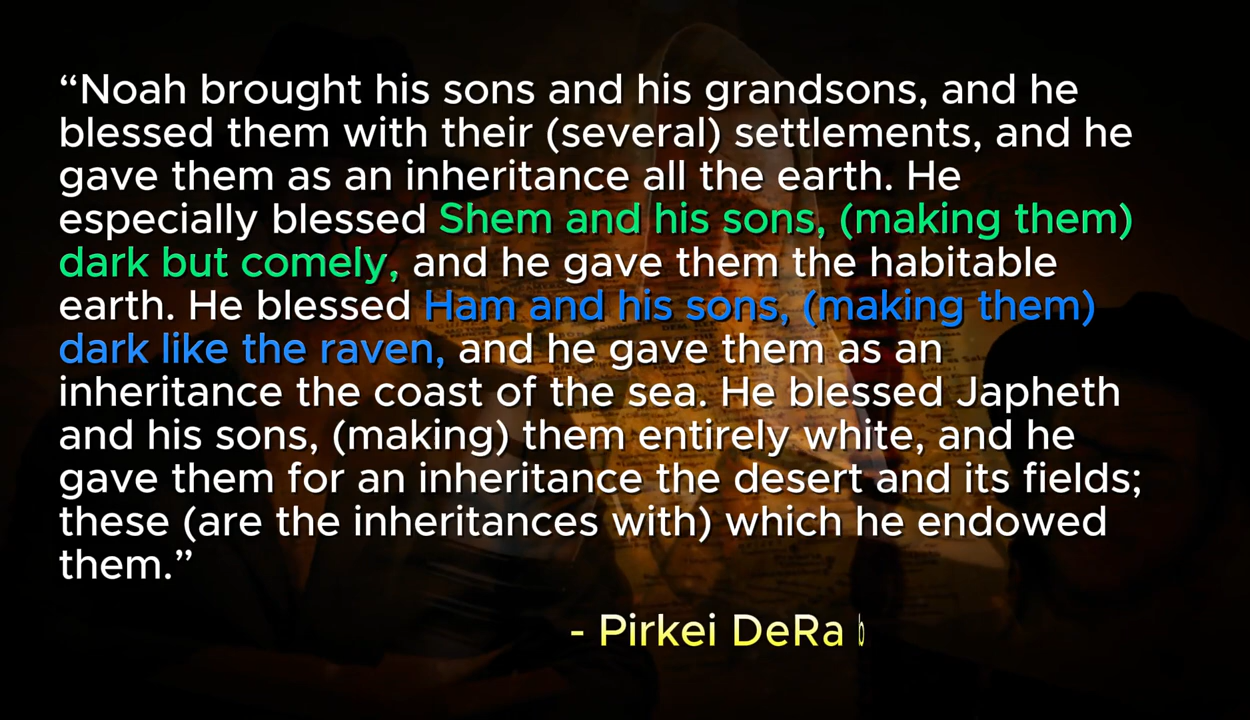 “Noah brought his sons and his grandsons, and he
blessed them with their (several) settlements, and he
gave them as an inheritance all the earth. He
especially blessed Shem and his sons, (making them)
dark but comely, and he gave them the habitable
earth. He blessed Ham and his sons, (making them)
dark like the raven, and he gave them as an
inheritance the coast of the sea. He blessed Japheth
and his sons, (making) them entirely white, and he
gave them for an inheritance the desert and its fields;
these (are the inheritances with) which he endowed
them.”
- Pirkei DeRa b